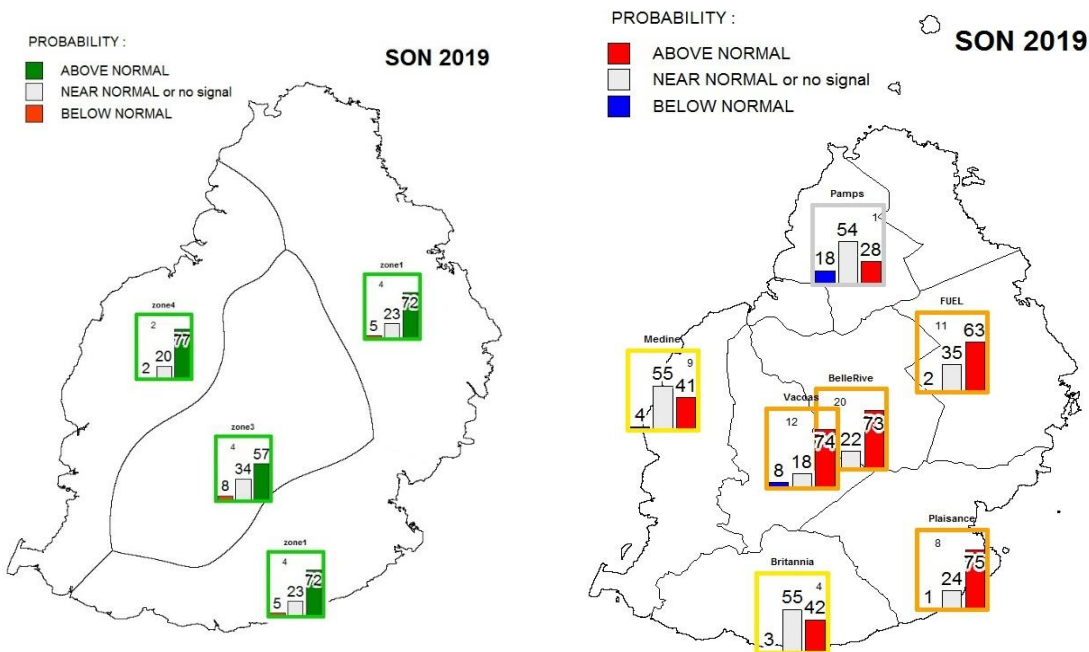 PROBABILITY :
SON 2019
ABOVE NORMAL
NEAR NORMAL or no signal
BELOW NORMAL
zone1
4
5 23 72
zone4
2
2 20 77
zone3
4
8 34 57
zone1
4
5 23 72
PROBABILITY :
SON 2019
ABOVE NORMAL
NEAR NORMAL or no signal
BELOW NORMAL
Pamps
18 54 28
FUEL
11
2 35 63
Medine
9
4 55 41
BelleRive
20
22 73
Vacoas
12
8 18 74
Plaisance
8
1 24 75
Britannia
4
3 55 42